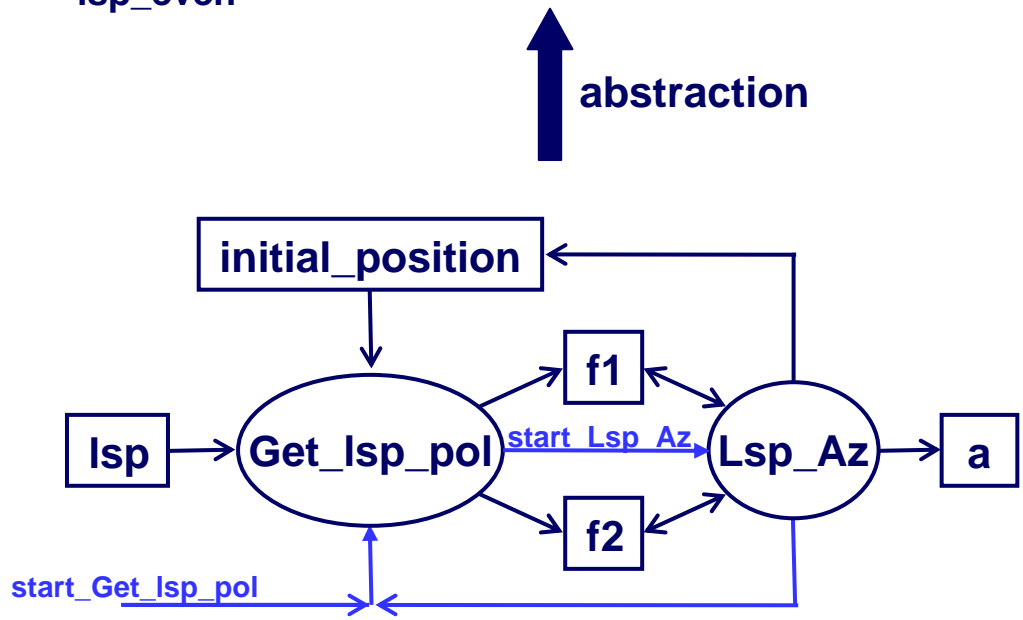 abstraction
initial_position
f1
lsp
Get_lsp_pol
start_Lsp_Az
Lsp_Az
a
f2
start_Get_lsp_pol